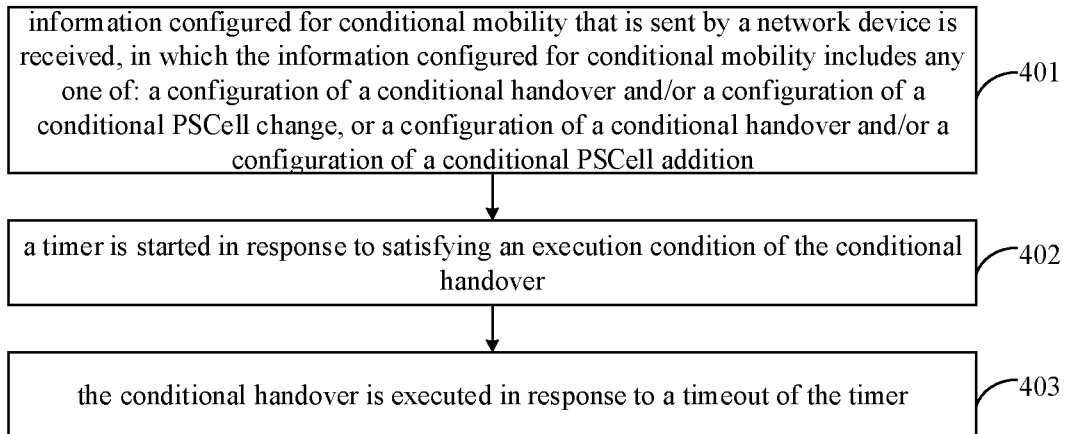 information configured for conditional mobility that is sent by a network device is
received, in which the information configured for conditional mobility includes any
one of: a configuration of a conditional handover and/or a configuration of a
conditional PSCell change, or a configuration of a conditional handover and/or a
configuration of a conditional PSCell addition
401
a timer is started in response to satisfying an execution condition of the conditional
handover
402
the conditional handover is executed in response to a timeout of the timer
403